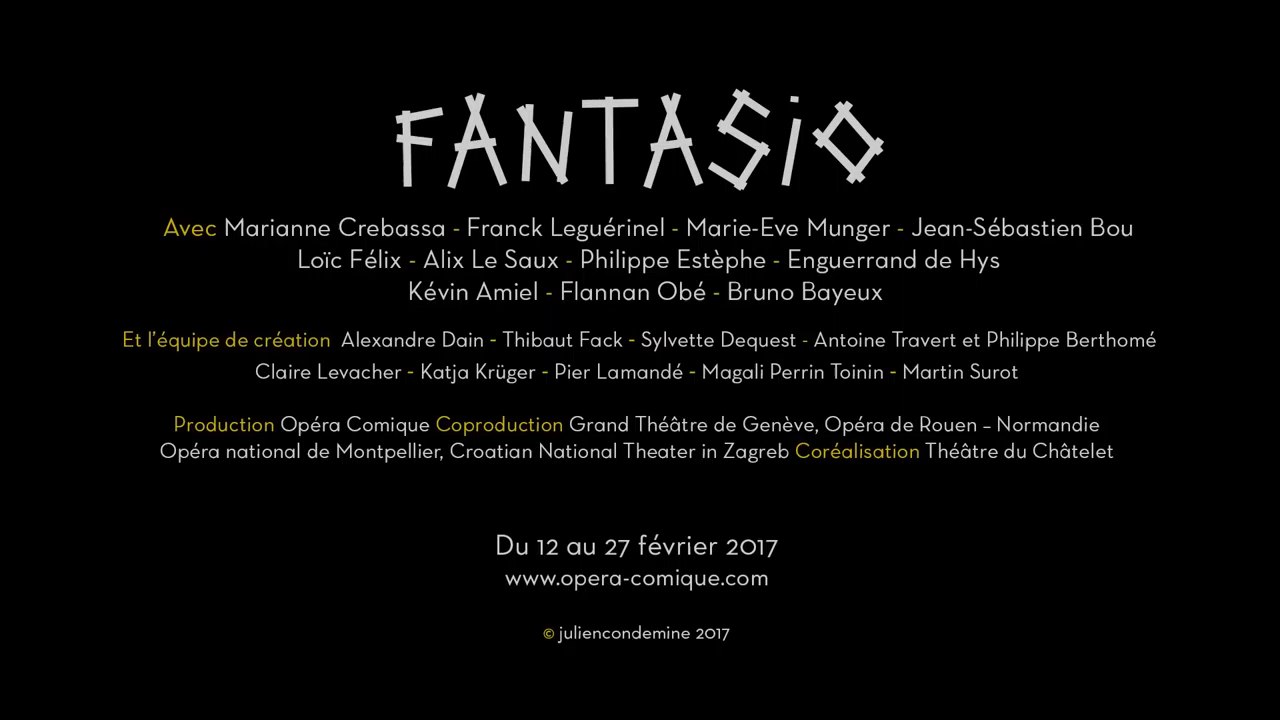 FANTASiO
Avec Marianne Crebassa - Franck Leguérinel - Marie-Eve Munger - Jean-Sébastien Bou
Loïc Félix - Alix Le Saux - Philippe Estèphe - Enguerrand de Hys
Kévin Amiel - Flannan Obé - Bruno Bayeux
Et l'équipe de création Alexandre Dain - Thibaut Fack - Sylvette Dequest - Antoine Travert et Philippe Berthomé
Claire Levacher - Katja Krüger - Pier Lamandé - Magali Perrin Toinin - Martin Surot
Production Opéra Comique Coproduction Grand Théâtre de Genève, Opéra de Rouen – Normandie
Opéra national de Montpellier, Croatian National Theater in Zagreb Coréalisation Théâtre du Châtelet
Du 12 au 27 février 2017
www.opera-comique.com
© juliencondemine 2017